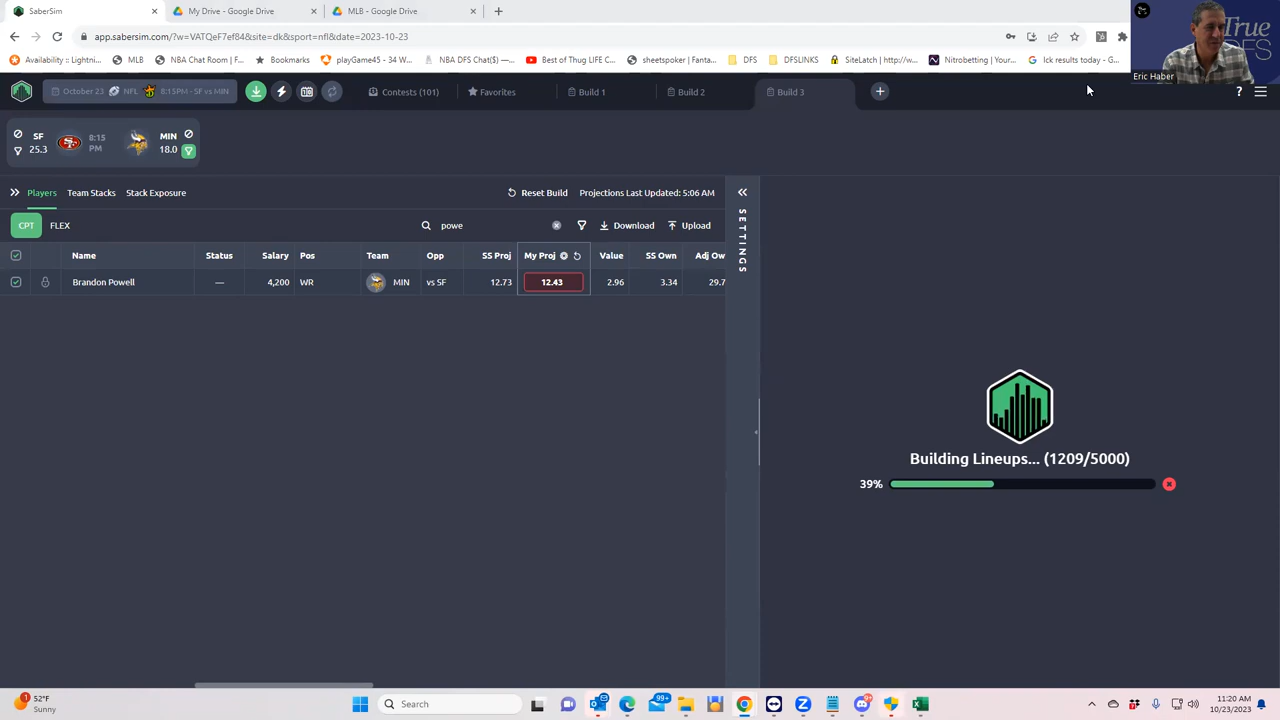 SaberSim
My Drive - Google Drive
MLB - Google Drive
app.sabersim.com/?w=VATQeF7ef84&site=dk&sport=nfl&date=2023-10-23
Availability :: Lightni...
MLB
NBA Chat Room ( F...
Bookmarks
playGame45 - 34 W...
NBA DFS Chat($)--...
Best of Thug LIFE C...
sheetspoker | Fanta...
DFS
DFSLINKS
SiteLatch | http://w...
Nitrobetting | Your...
Ick results today - G...
True
DFS
Eric Haber
October 23
NFL
8:15PM - SF vs MIN
Contests (101)
Favorites
Build 1
Build 2
Build 3
?
SF
25.3
8:15
PM
MIN
18.0
Players
Team Stacks
Stack Exposure
Reset Build
Projections Last Updated: 5:06 AM
CPT
FLEX
powe
Download
Upload
SETTINGS
Name
Status
Salary
Pos
Team
Opp
SS Proj
My Proj
Value
SS Own
Adj Ow
Brandon Powell
—
4,200
WR
MIN
vs SF
12.73
12.43
2.96
3.34
29.7
Building Lineups... (1209/5000)
39%
1
52°F
Sunny
Search
99+
11:20 AM
10/23/2023